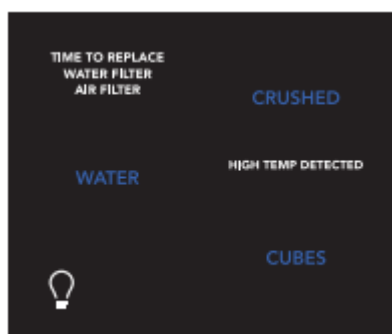 TIME TO REPLACE
WATER FILTER
AIR FILTER
CRUSHED
WATER
HIGH TEMP DETECTED
CUBES